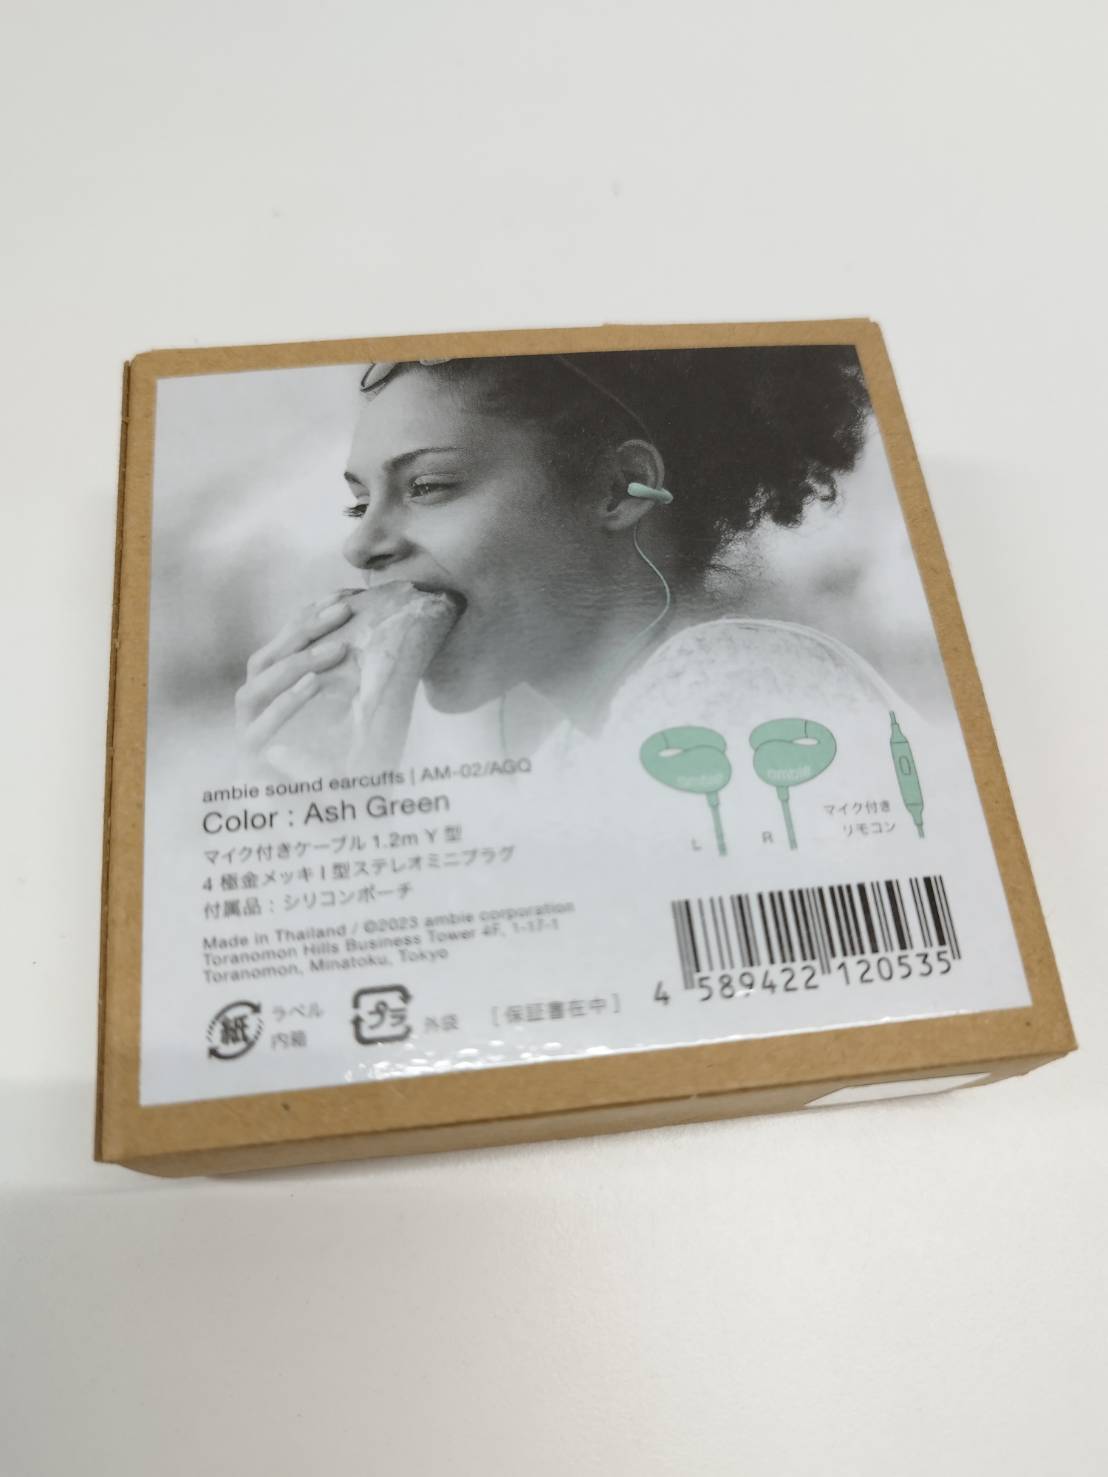 ambie sound earcuffs | AM-02/AGQ
Color : Ash Green
マイク付きケーブル 1.2m Y 型
4 極金メッキ I 型ステレオミニプラグ
付属品 : シリコンポーチ
Made in Thailand / ©2023 ambie corporation
Toranomon Hills Business Tower 4F, 1-17-1
Toranomon, Minatoku, Tokyo
紙
ラベル
内箱
プラ
外袋
[ 保証書在中 ]
ambie
ambie
L
R
マイク付き
リモコン
4 589422 120535